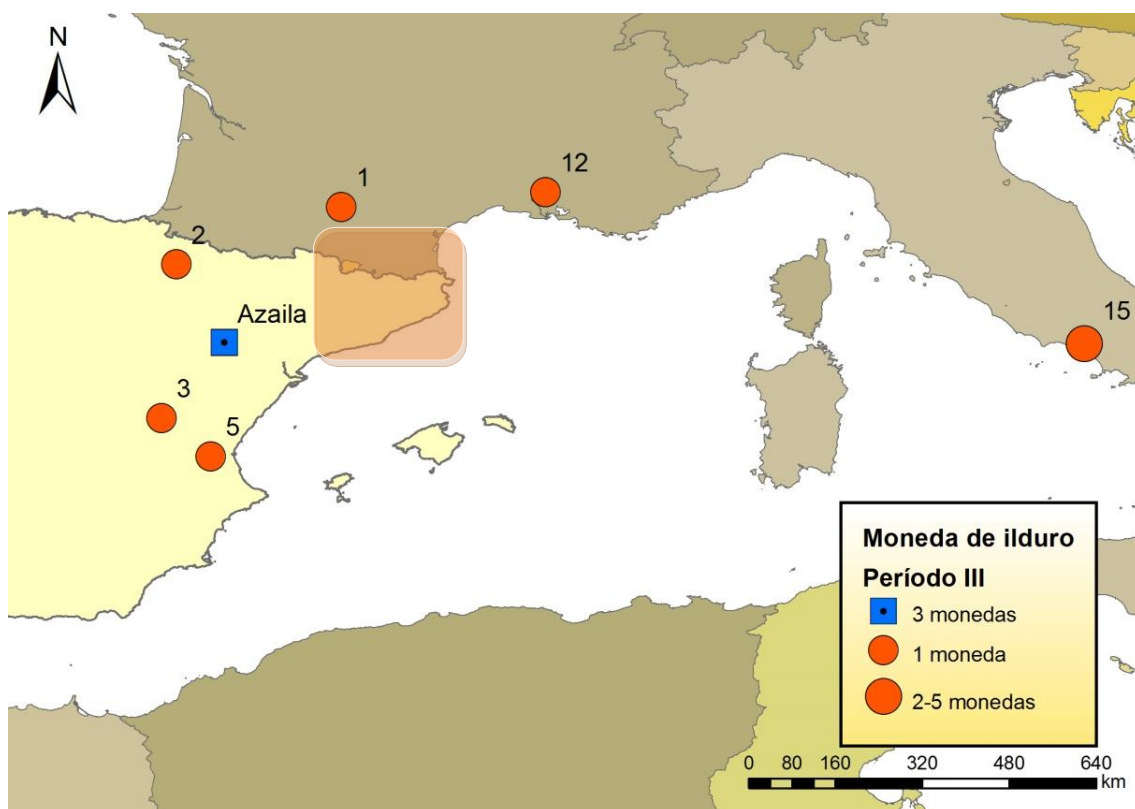 N
12
1
2
Azaila
15
3
5
Moneda de ilduro
Período III
3 monedas
1 moneda
2-5 monedas
0 80 160 320 480 640
km